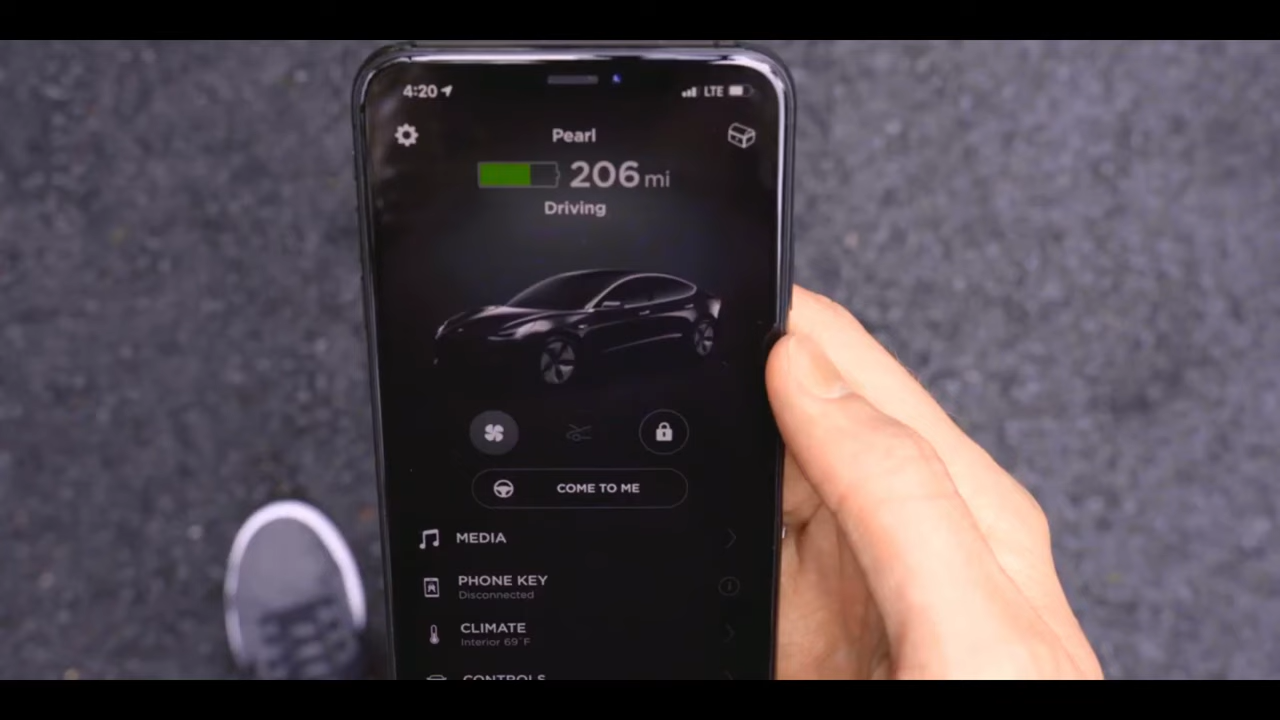 4:20 LTE
Pearl
206 mi
Driving
COME TO ME
MEDIA
PHONE KEY
Disconnected
CLIMATE
Interior 69°F
CONTROLS